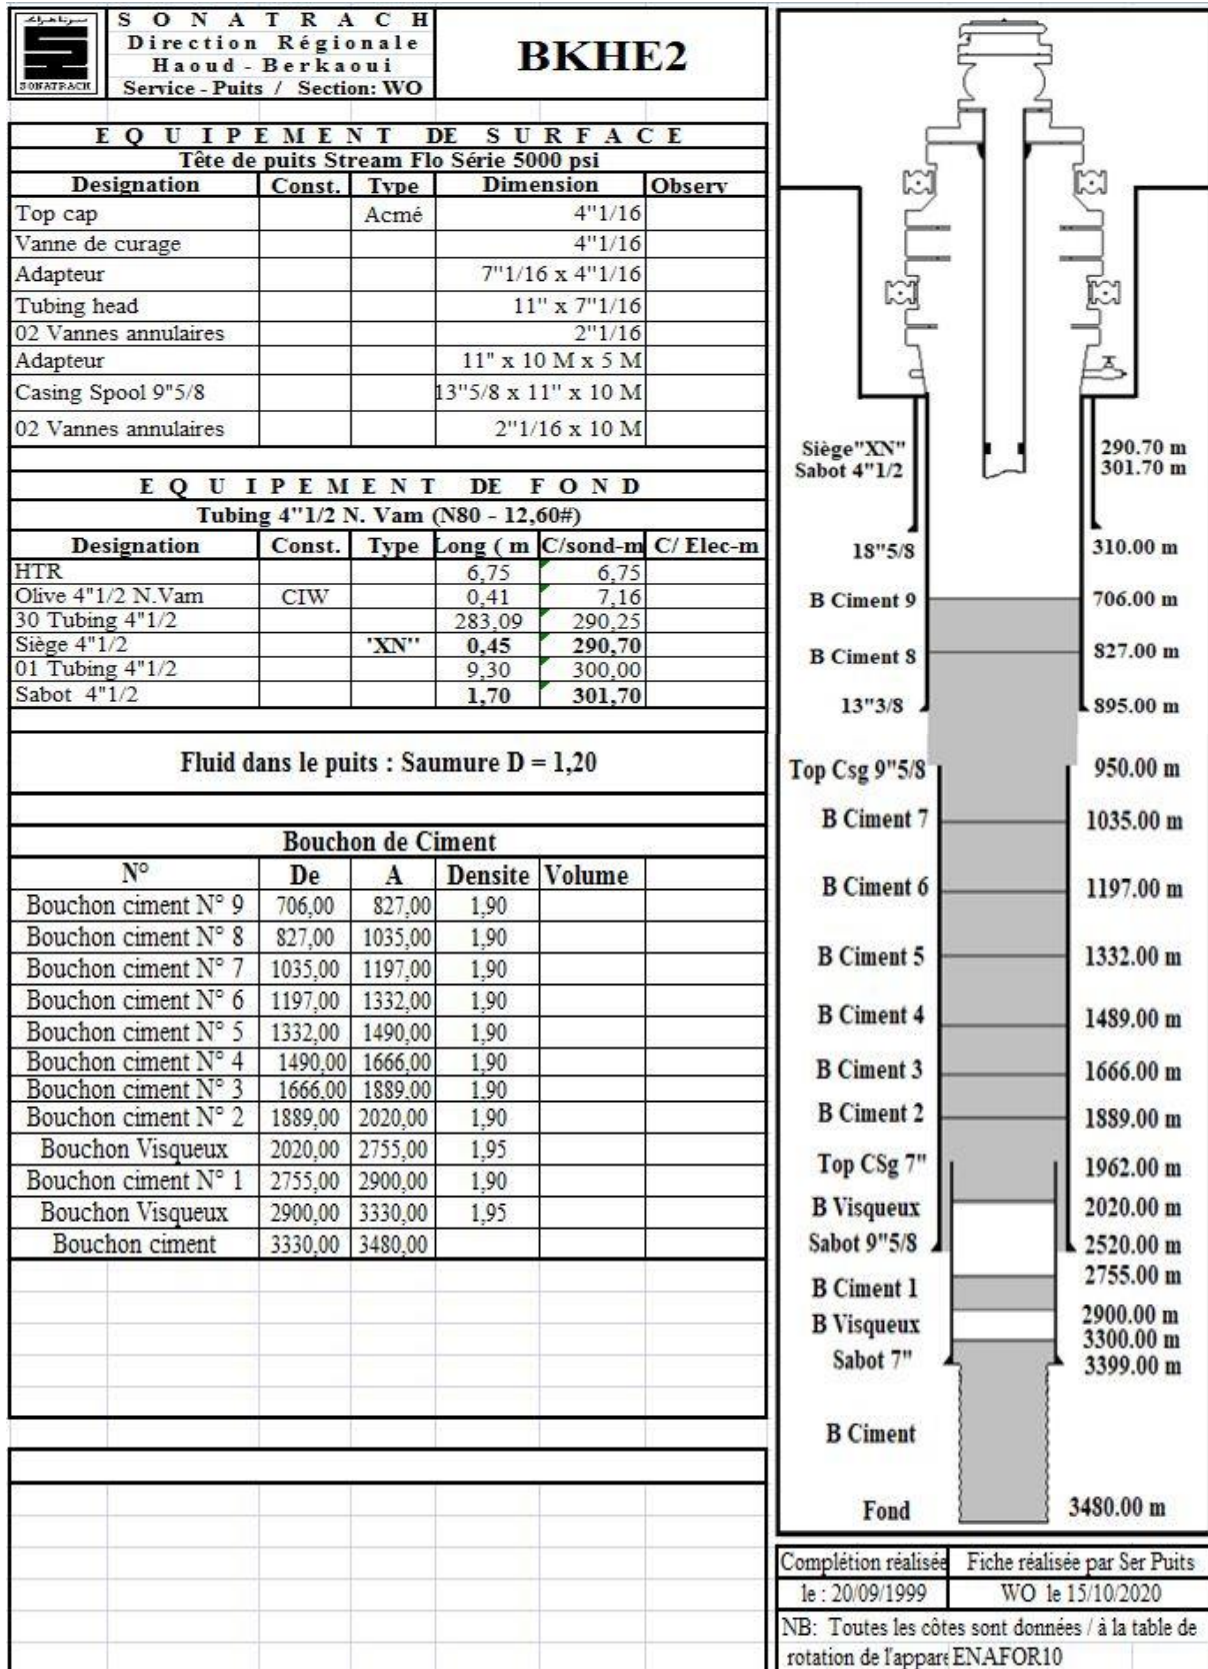 SONATRACH
S O N A T R A C H
Direction Régionale
Haoud - Berkaoui
Service - Puits / Section: WO
BKHE2
E Q U I P E M E N T DE S U R F A C E
Tête de puits Stream Flo Série 5000 psi
Designation Const. Type Dimension Observ
Top cap Acmé 4"1/16
Vanne de curage 4"1/16
Adapteur 7"1/16 x 4"1/16
Tubing head 11" x 7"1/16
02 Vannes annulaires 2"1/16
Adapteur 11" x 10 M x 5 M
Casing Spool 9"5/8 13"5/8 x 11" x 10 M
02 Vannes annulaires 2"1/16 x 10 M
E Q U I P E M E N T DE F O N D
Tubing 4"1/2 N. Vam (N80 - 12,60#)
Designation Const. Type Long ( m C/sond-m C/ Elec-m
HTR 6,75 6,75
Olive 4"1/2 N.Vam CIW 0,41 7,16
30 Tubing 4"1/2 283,09 290,25
Siège 4"1/2 "XN" 0,45 290,70
01 Tubing 4"1/2 9,30 300,00
Sabot 4"1/2 1,70 301,70
Fluid dans le puits : Saumure D = 1,20
Bouchon de Ciment
N° De A Densite Volume
Bouchon ciment N° 9 706,00 827,00 1,90
Bouchon ciment N° 8 827,00 1035,00 1,90
Bouchon ciment N° 7 1035,00 1197,00 1,90
Bouchon ciment N° 6 1197,00 1332,00 1,90
Bouchon ciment N° 5 1332,00 1490,00 1,90
Bouchon ciment N° 4 1490,00 1666,00 1,90
Bouchon ciment N° 3 1666,00 1889,00 1,90
Bouchon ciment N° 2 1889,00 2020,00 1,90
Bouchon Visqueux 2020,00 2755,00 1,95
Bouchon ciment N° 1 2755,00 2900,00 1,90
Bouchon Visqueux 2900,00 3330,00 1,95
Bouchon ciment 3330,00 3480,00
Siège"XN" 290.70 m
Sabot 4"1/2 301.70 m
18"5/8 310.00 m
B Ciment 9 706.00 m
B Ciment 8 827.00 m
13"3/8 895.00 m
Top Csg 9"5/8 950.00 m
B Ciment 7 1035.00 m
B Ciment 6 1197.00 m
B Ciment 5 1332.00 m
B Ciment 4 1489.00 m
B Ciment 3 1666.00 m
B Ciment 2 1889.00 m
Top CSg 7" 1962.00 m
B Visqueux 2020.00 m
Sabot 9"5/8 2520.00 m
2755.00 m
B Ciment 1
2900.00 m
B Visqueux 3300.00 m
Sabot 7" 3399.00 m
B Ciment
Fond 3480.00 m
Complétion réalisée Fiche réalisée par Ser Puits
le : 20/09/1999 WO le 15/10/2020
NB: Toutes les côtes sont données / à la table de
rotation de l'appare ENAFOR10